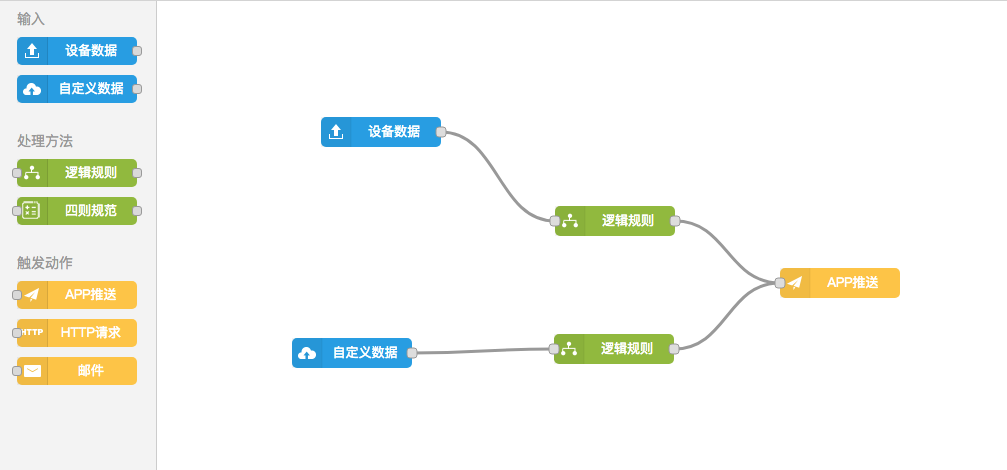 输入
设备数据
自定义数据
处理方法
逻辑规则
四则规范
触发动作
APP推送
HTTP HTTP请求
邮件
设备数据
逻辑规则
APP推送
自定义数据
逻辑规则